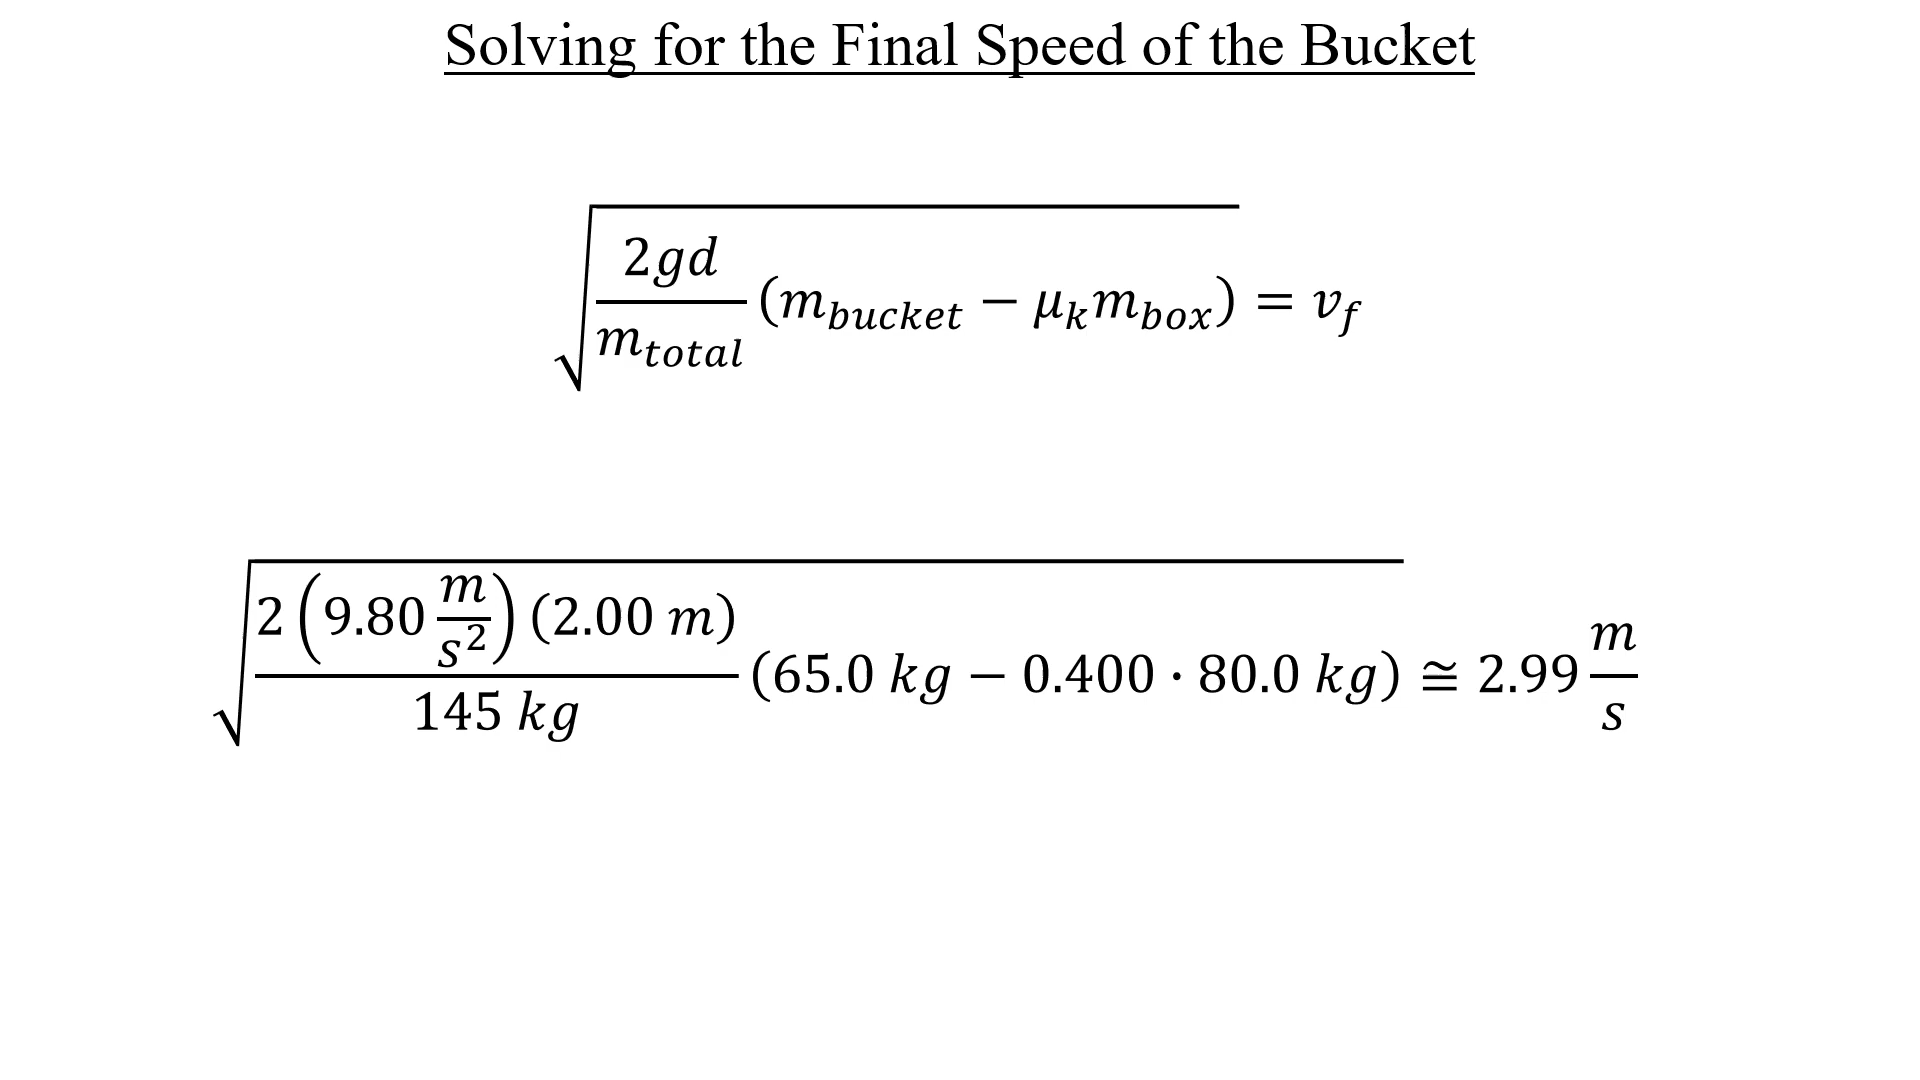 Solving for the Final Speed of the Bucket
√(2gd/m_total (m_bucket − μ_k m_box)) = v_f
√(2(9.80 m/s²)(2.00 m)/145 kg (65.0 kg − 0.400 · 80.0 kg)) ≅ 2.99 m/s